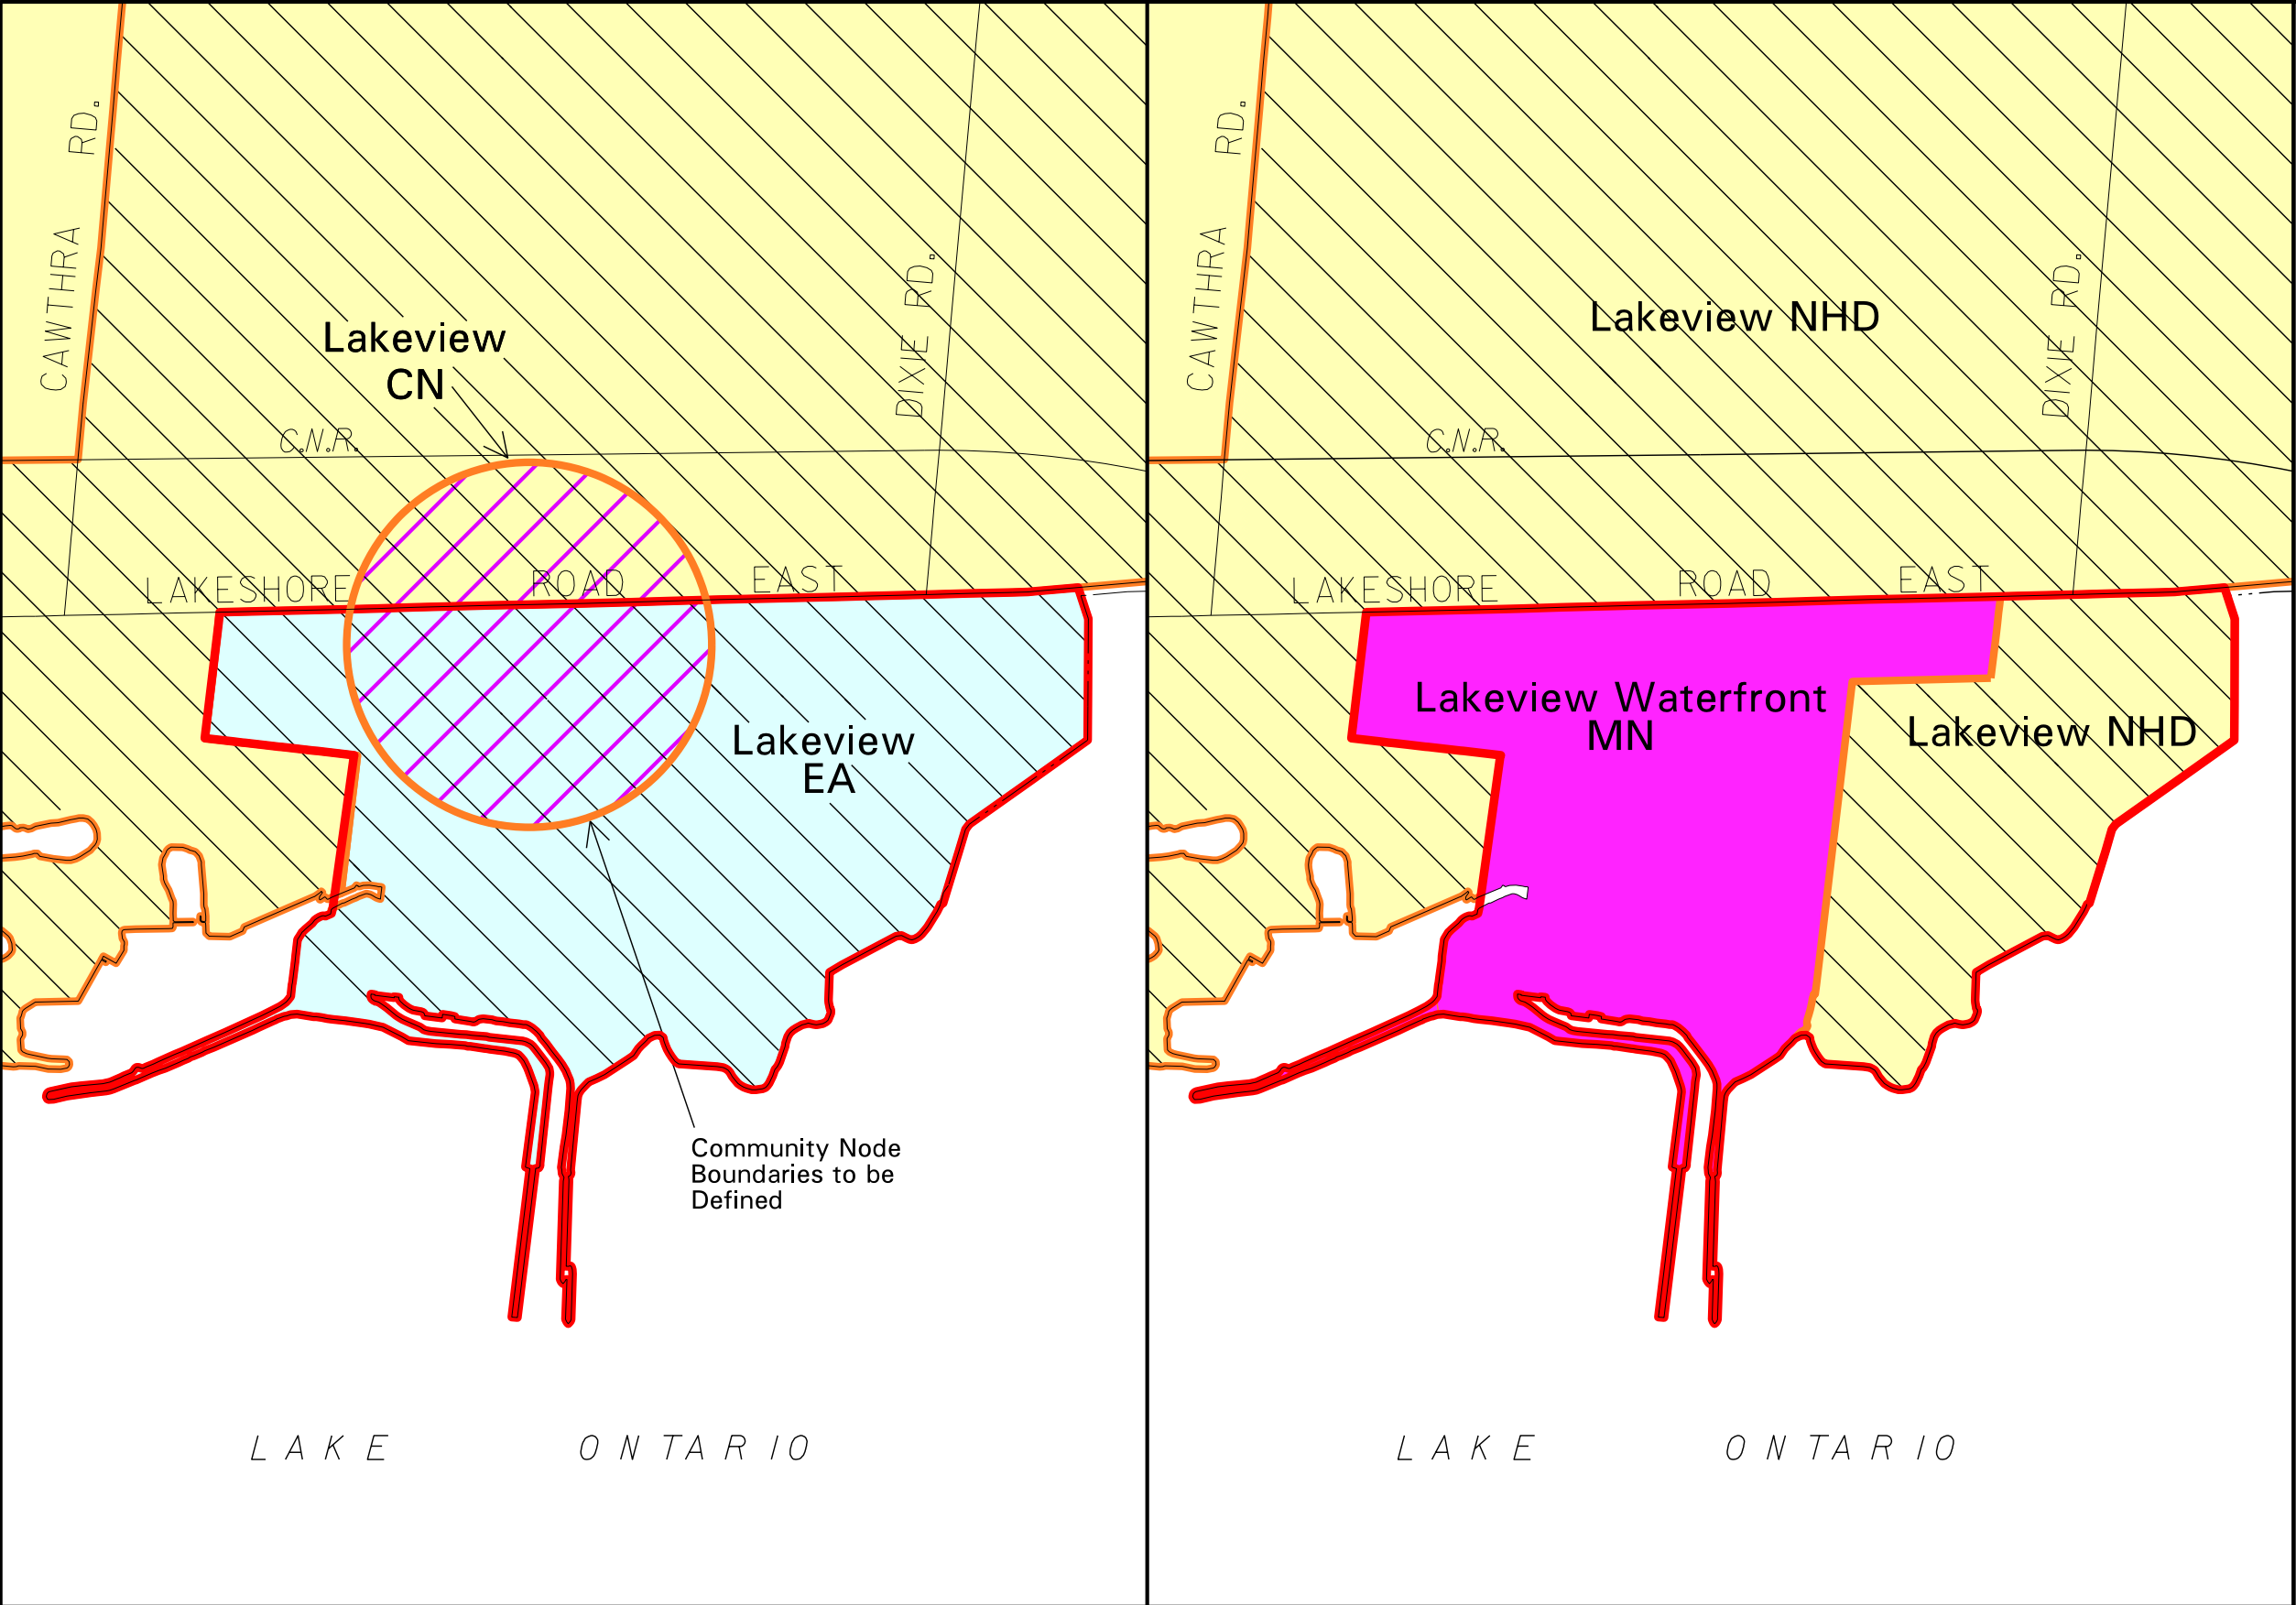 CAWTHRA RD.
Lakeview
CN
DIXIE RD.
C.N.R.
LAKESHORE ROAD EAST
Lakeview
EA
Community Node
Boundaries to be
Defined
LAKE ONTARIO
CAWTHRA RD.
Lakeview NHD
DIXIE RD.
C.N.R.
LAKESHORE ROAD EAST
Lakeview Waterfront
MN
Lakeview NHD
LAKE ONTARIO